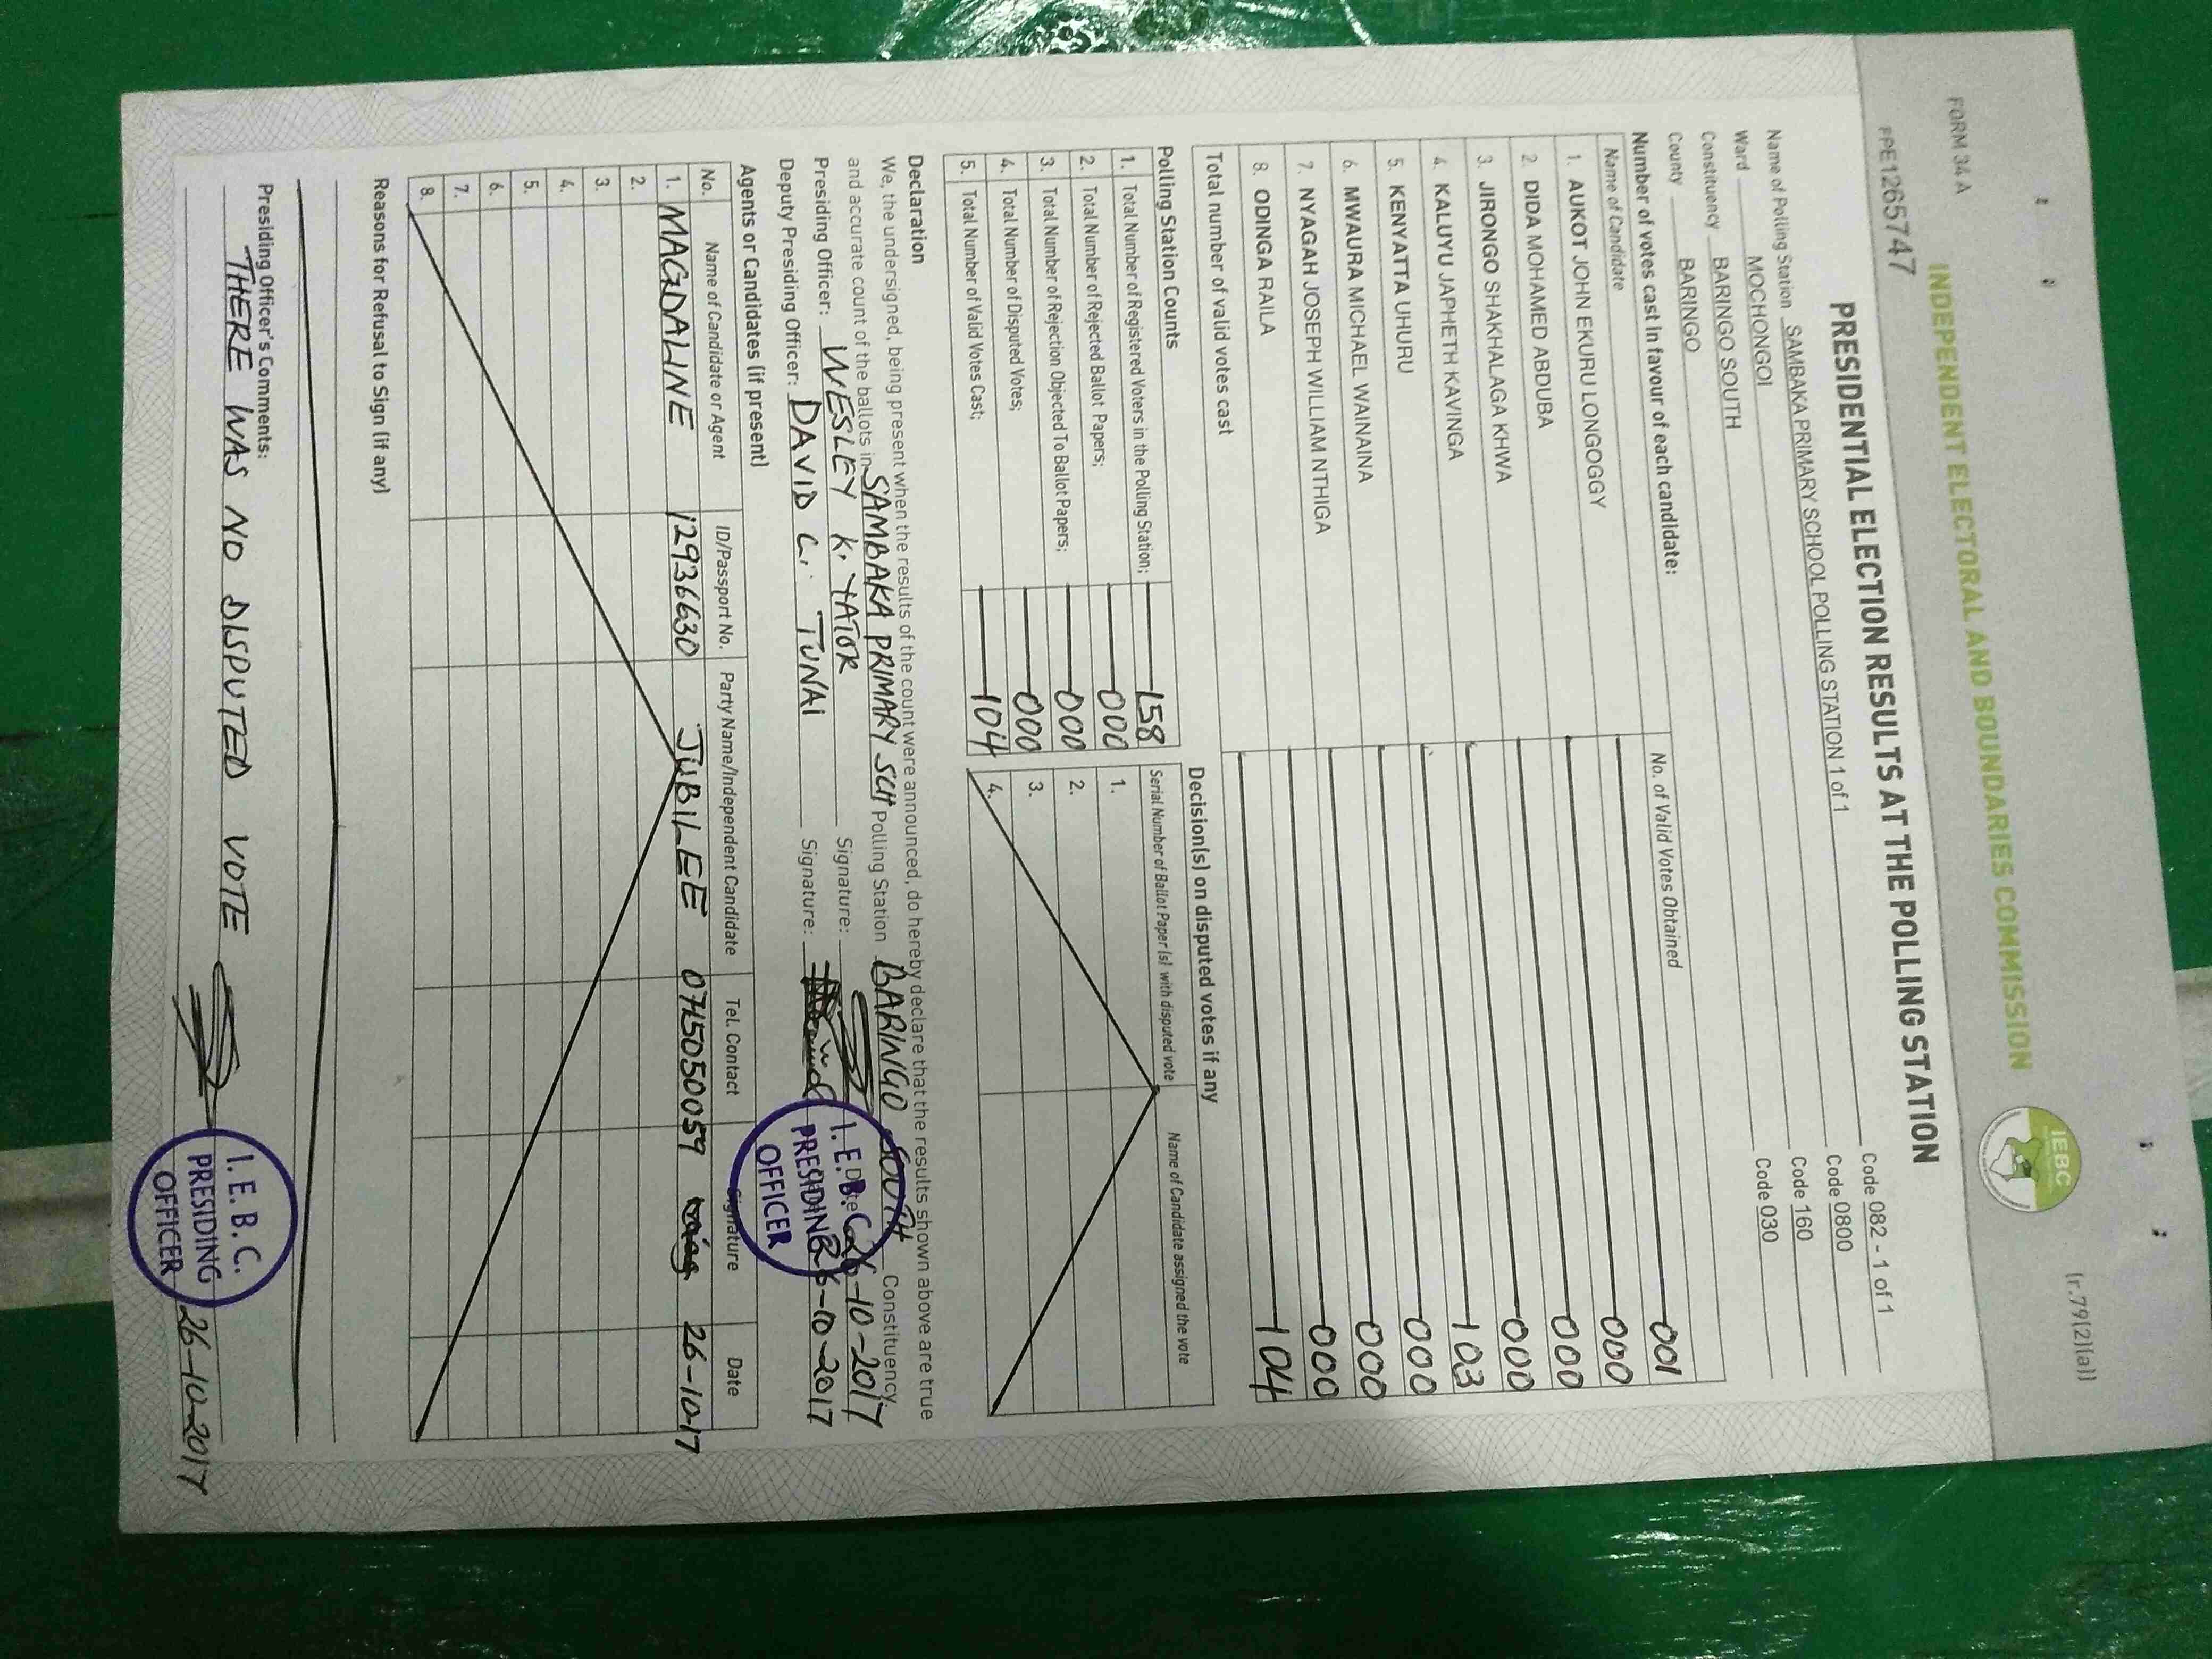 FORM 34 A
(r.79(2)(a))
INDEPENDENT ELECTORAL AND BOUNDARIES COMMISSION
IEBC
PPE1265747
PRESIDENTIAL ELECTION RESULTS AT THE POLLING STATION
Name of Polling Station SAMBAKA PRIMARY SCHOOL POLLING STATION 1 of 1 Code 082 - 1 of 1
Ward MOCHONGOI Code 0800
Constituency BARINGO SOUTH Code 160
County BARINGO Code 030
Number of votes cast in favour of each candidate:
Name of Candidate No. of Valid Votes Obtained
1. AUKOT JOHN EKURU LONGOGGY 001
2. DIDA MOHAMED ABDUBA 000
3. JIRONGO SHAKHALAGA KHWA 000
4. KALUYU JAPHETH KAVINGA 000
5. KENYATTA UHURU 103
6. MWAURA MICHAEL WAINAINA 000
7. NYAGAH JOSEPH WILLIAM NTHIGA 000
8. ODINGA RAILA 000
Total number of valid votes cast 104
Polling Station Counts
1. Total Number of Registered Voters in the Polling Station; 158
2. Total Number of Rejected Ballot Papers; 000
3. Total Number of Rejection Objected To Ballot Papers; 000
4. Total Number of Disputed Votes; 000
5. Total Number of Valid Votes Cast; 104
Decision(s) on disputed votes if any
Serial Number of Ballot Paper(s) with disputed vote Name of Candidate assigned the vote
1.
2.
3.
4.
Declaration
We, the undersigned, being present when the results of the count were announced, do hereby declare that the results shown above are true
and accurate count of the ballots in SAMBAKA PRIMARY SCH Polling Station BARINGO SOUTH Constituency.
Presiding Officer: WESLEY K. YATOR Signature: Date 26-10-2017
Deputy Presiding Officer: DAVID C. TUNAI Signature: 26-10-2017
I.E.B.C.
PRESIDING
OFFICER
Agents or Candidates (if present)
No. Name of Candidate or Agent ID/Passport No. Party Name/Independent Candidate Tel. Contact Signature Date
1. MAGDALINE 12936630 JUBILEE 0715050059 26-10-17
2.
3.
4.
5.
6.
7.
8.
Reasons for Refusal to Sign (if any)
Presiding Officer's Comments:
THERE WAS NO DISPUTED VOTE
I.E.B.C.
PRESIDING
OFFICER
26-10-2017